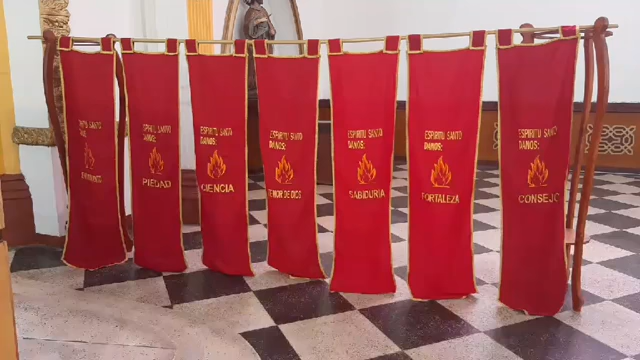 ESPIRITU SANTO
DANOS:
ESPIRITU SANTO
DANOS:
PIEDAD
ESPIRITU SANTO
DANOS:
CIENCIA
ESPIRITU SANTO
DANOS:
TEMOR DE DIOS
ESPIRITU SANTO
DANOS:
SABIDURIA
ESPIRITU SANTO
DANOS:
FORTALEZA
ESPIRITU SANTO
DANOS:
CONSEJO